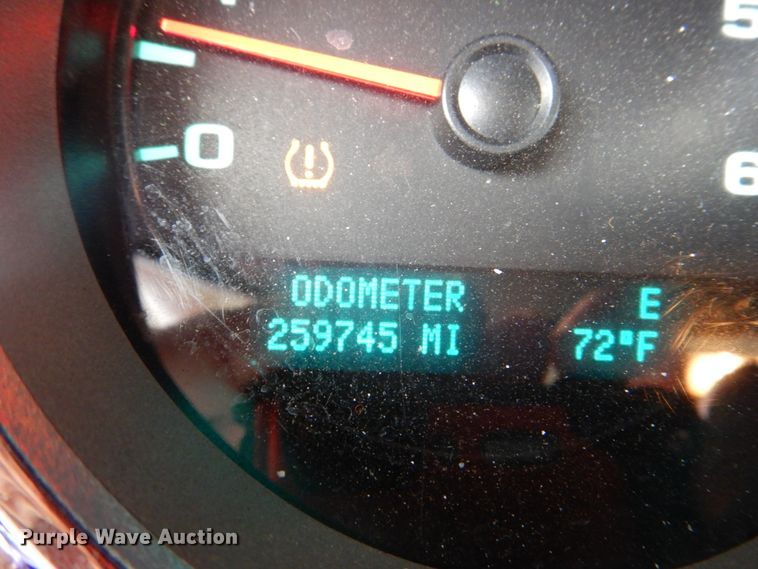 5
0
6
ODOMETER
259745 MI
E
72°F
Purple Wave Auction®